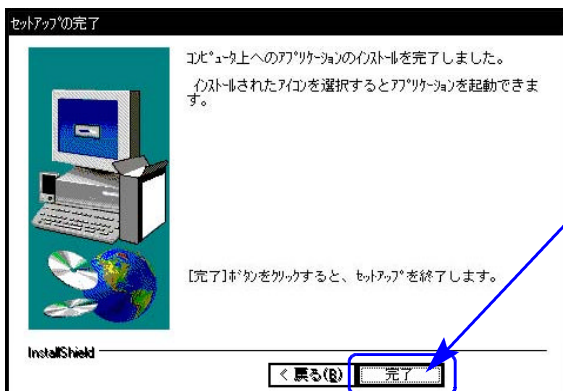 ｾｯﾄｱｯﾌﾟの完了
ｺﾝﾋﾟｭｰﾀ上へのｱﾌﾟﾘｹｰｼｮﾝのｲﾝｽﾄｰﾙを完了しました。
ｲﾝｽﾄｰﾙされたｱｲｺﾝを選択するとｱﾌﾟﾘｹｰｼｮﾝを起動できま
す。
[完了]ﾎﾞﾀﾝをｸﾘｯｸすると、ｾｯﾄｱｯﾌﾟを終了します。
InstallShield
< 戻る(B)
完了